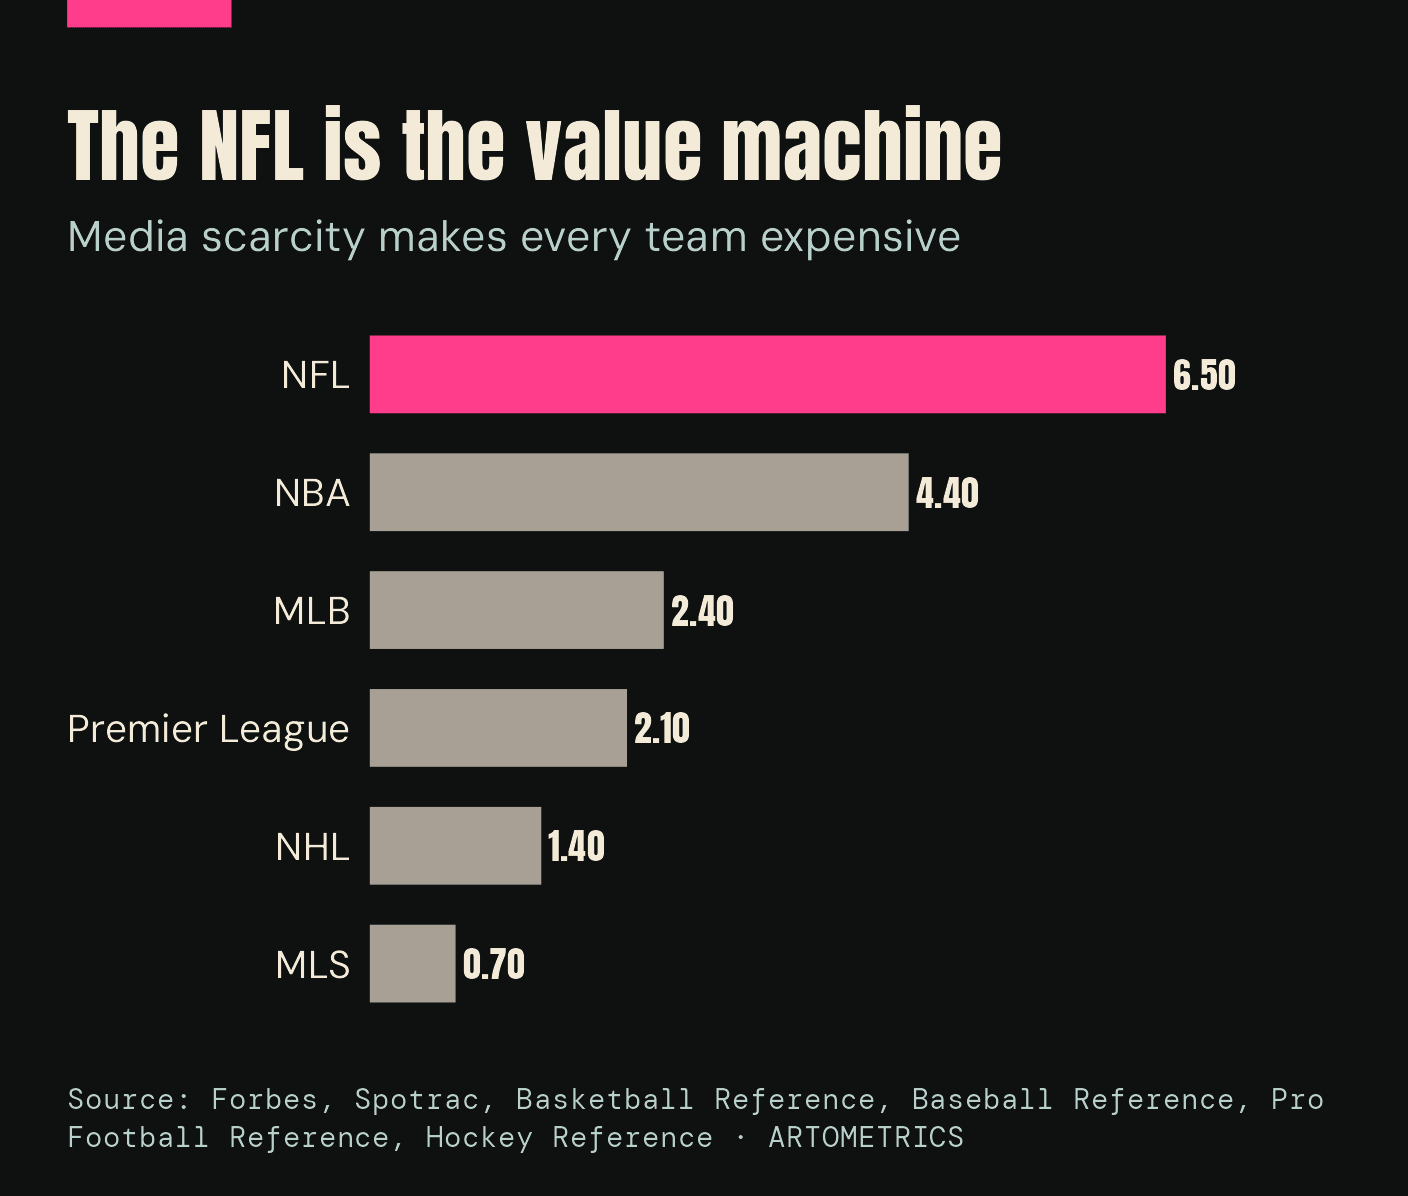 The NFL is the value machine
Media scarcity makes every team expensive
NFL 6.50
NBA 4.40
MLB 2.40
Premier League 2.10
NHL 1.40
MLS 0.70
Source: Forbes, Spotrac, Basketball Reference, Baseball Reference, Pro
Football Reference, Hockey Reference · ARTOMETRICS